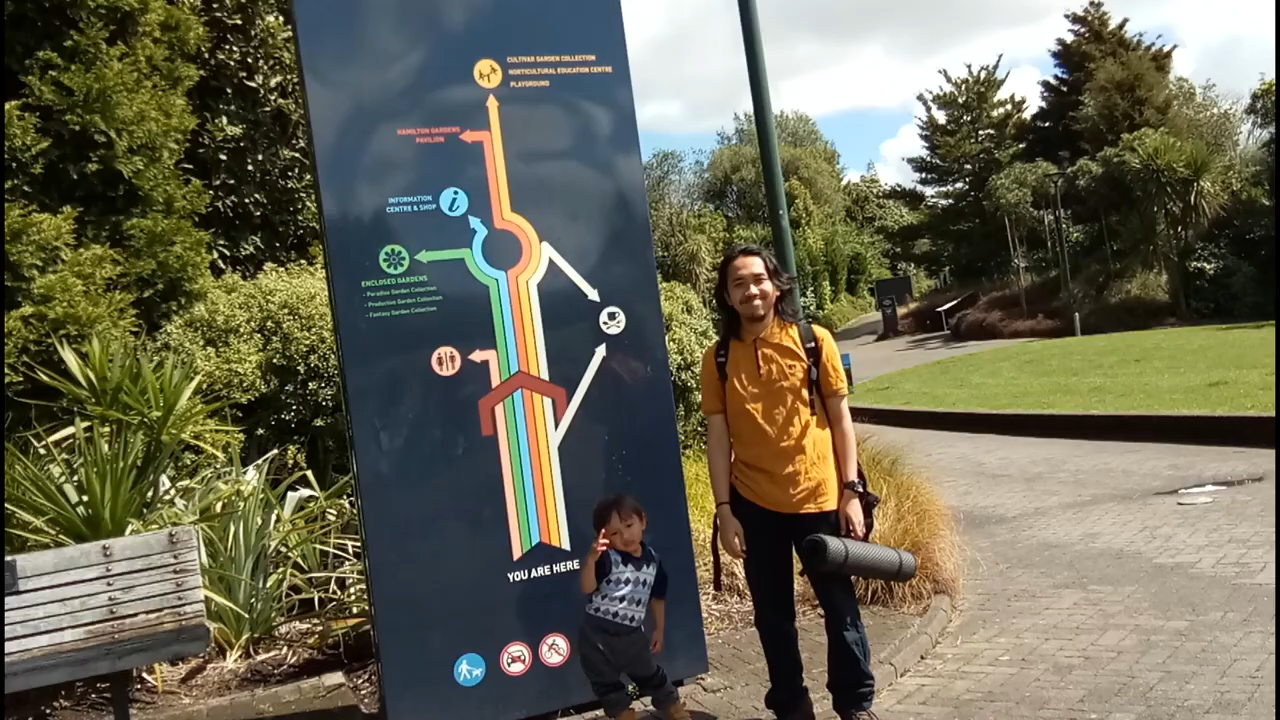 CULTIVAR GARDEN COLLECTION
HORTICULTURAL EDUCATION CENTRE
PLAYGROUND
HAMILTON GARDENS
PAVILION
INFORMATION
CENTRE & SHOP
i
ENCLOSED GARDENS
- Paradise Garden Collection
- Productive Garden Collection
- Fantasy Garden Collection
YOU ARE HERE